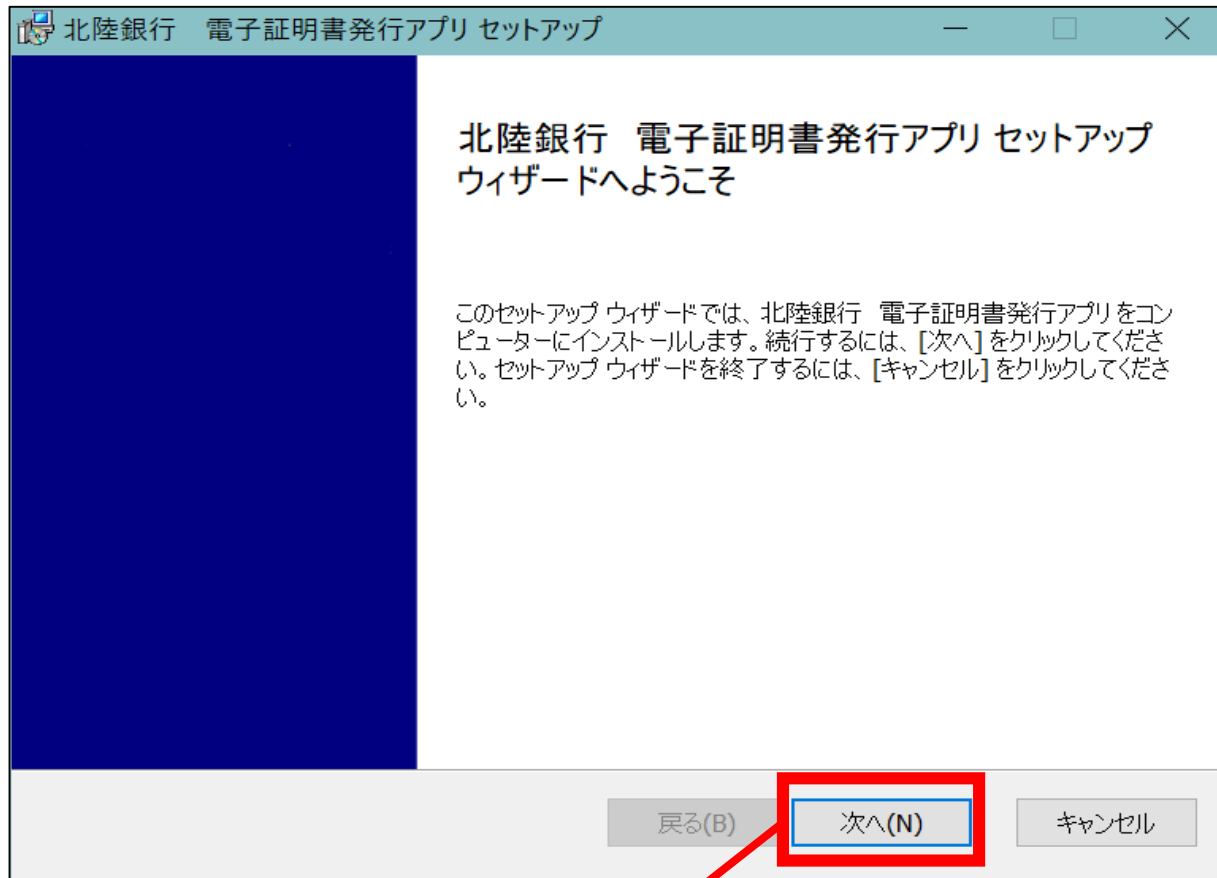 北陸銀行　電子証明書発行アプリ セットアップ
北陸銀行　電子証明書発行アプリ セットアップ
ウィザードへようこそ
このセットアップ ウィザードでは、北陸銀行　電子証明書発行アプリをコン
ピューターにインストールします。続行するには、[次へ] をクリックしてくださ
い。セットアップ ウィザードを終了するには、[キャンセル] をクリックしてくださ
い。
戻る(B) 次へ(N) キャンセル